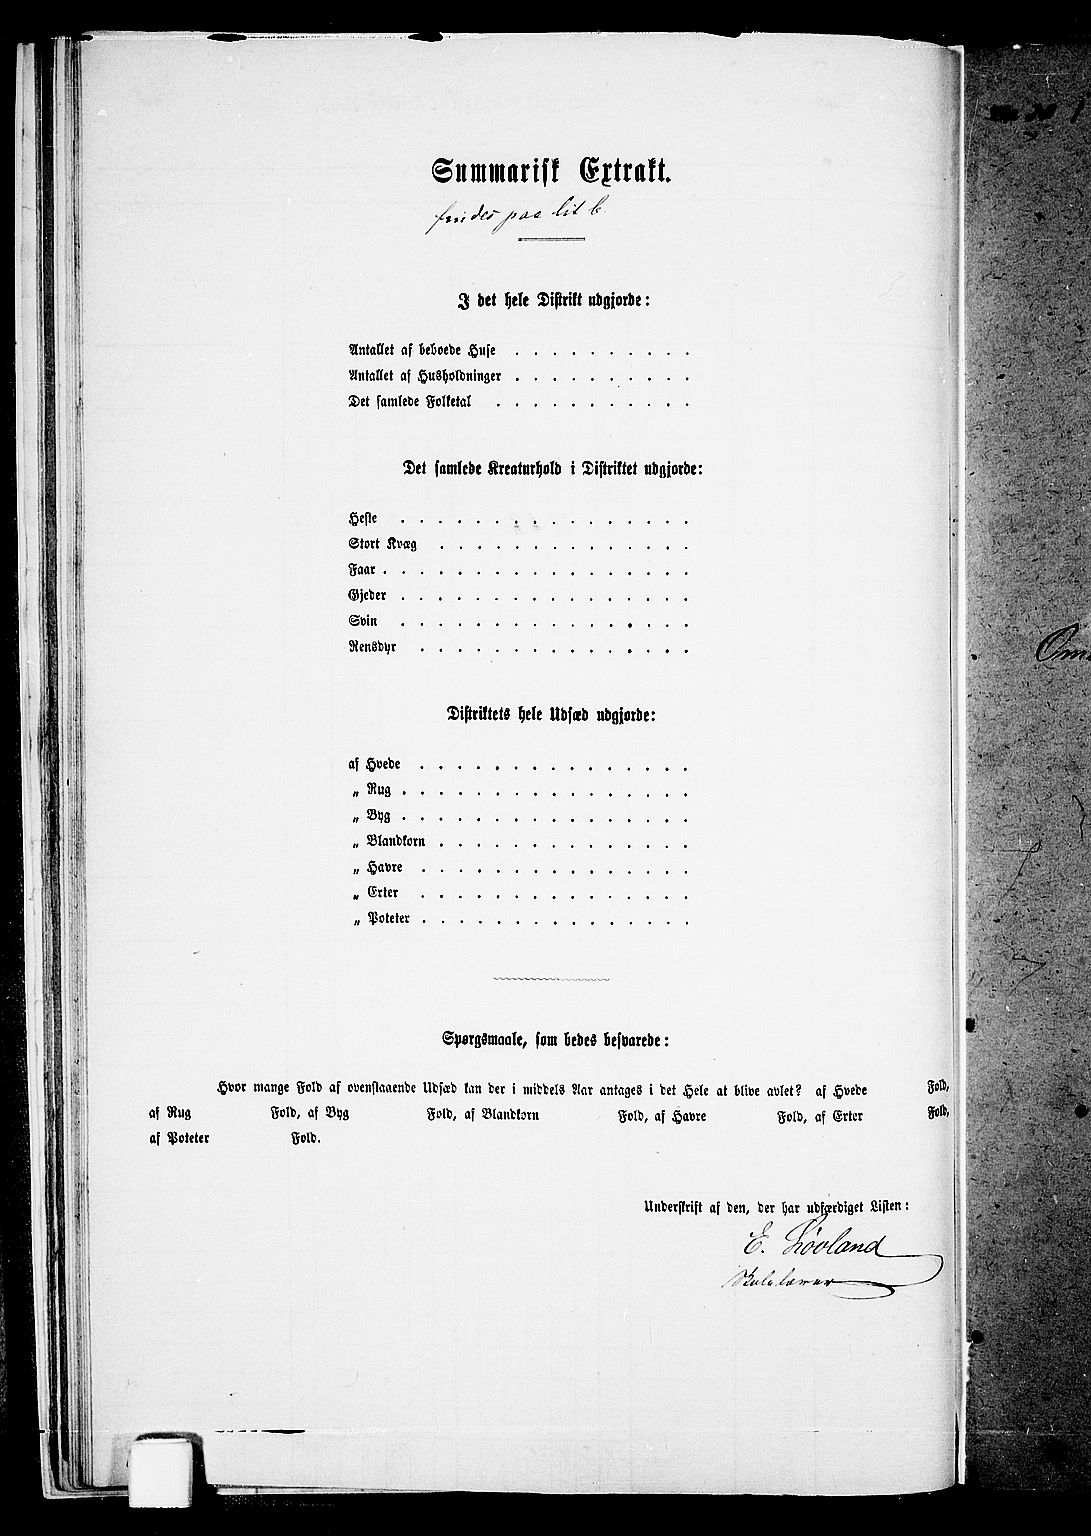 Summarisk Extrakt.
findes paa lit b.
I det hele Distrikt udgjorde:
Antallet af beboede Huse . . . . . . . . . .
Antallet af Husholdninger . . . . . . . . . .
Det samlede Folketal . . . . . . . . . . .
Det samlede Kreaturhold i Distriktet udgjorde:
Heste . . . . . . . . . . . . . . . .
Stort Kvæg . . . . . . . . . . . . . .
Faar . . . . . . . . . . . . . . . . .
Gjeder . . . . . . . . . . . . . . . .
Svin . . . . . . . . . . . . . . . .
Rensdyr . . . . . . . . . . . . . . .
Distriktets hele Udsæd udgjorde:
af Hvede . . . . . . . . . . . . . . .
„ Rug . . . . . . . . . . . . . . . .
„ Byg . . . . . . . . . . . . . . . .
„ Blandkorn . . . . . . . . . . . . . .
„ Havre . . . . . . . . . . . . . . .
„ Erter . . . . . . . . . . . . . . .
„ Poteter . . . . . . . . . . . . . . .
Spørgsmaale, som bedes besvarede:
Hvor mange Fold af ovenstaaende Udsæd kan der i middels Aar antages i det Hele at blive avlet? af Hvede Fold,
af Rug Fold, af Byg Fold, af Blandkorn Fold, af Havre Fold, af Erter Fold,
af Poteter Fold.
Underskrift af den, der har udfærdiget Listen:
E. Løvland
Skolelærer